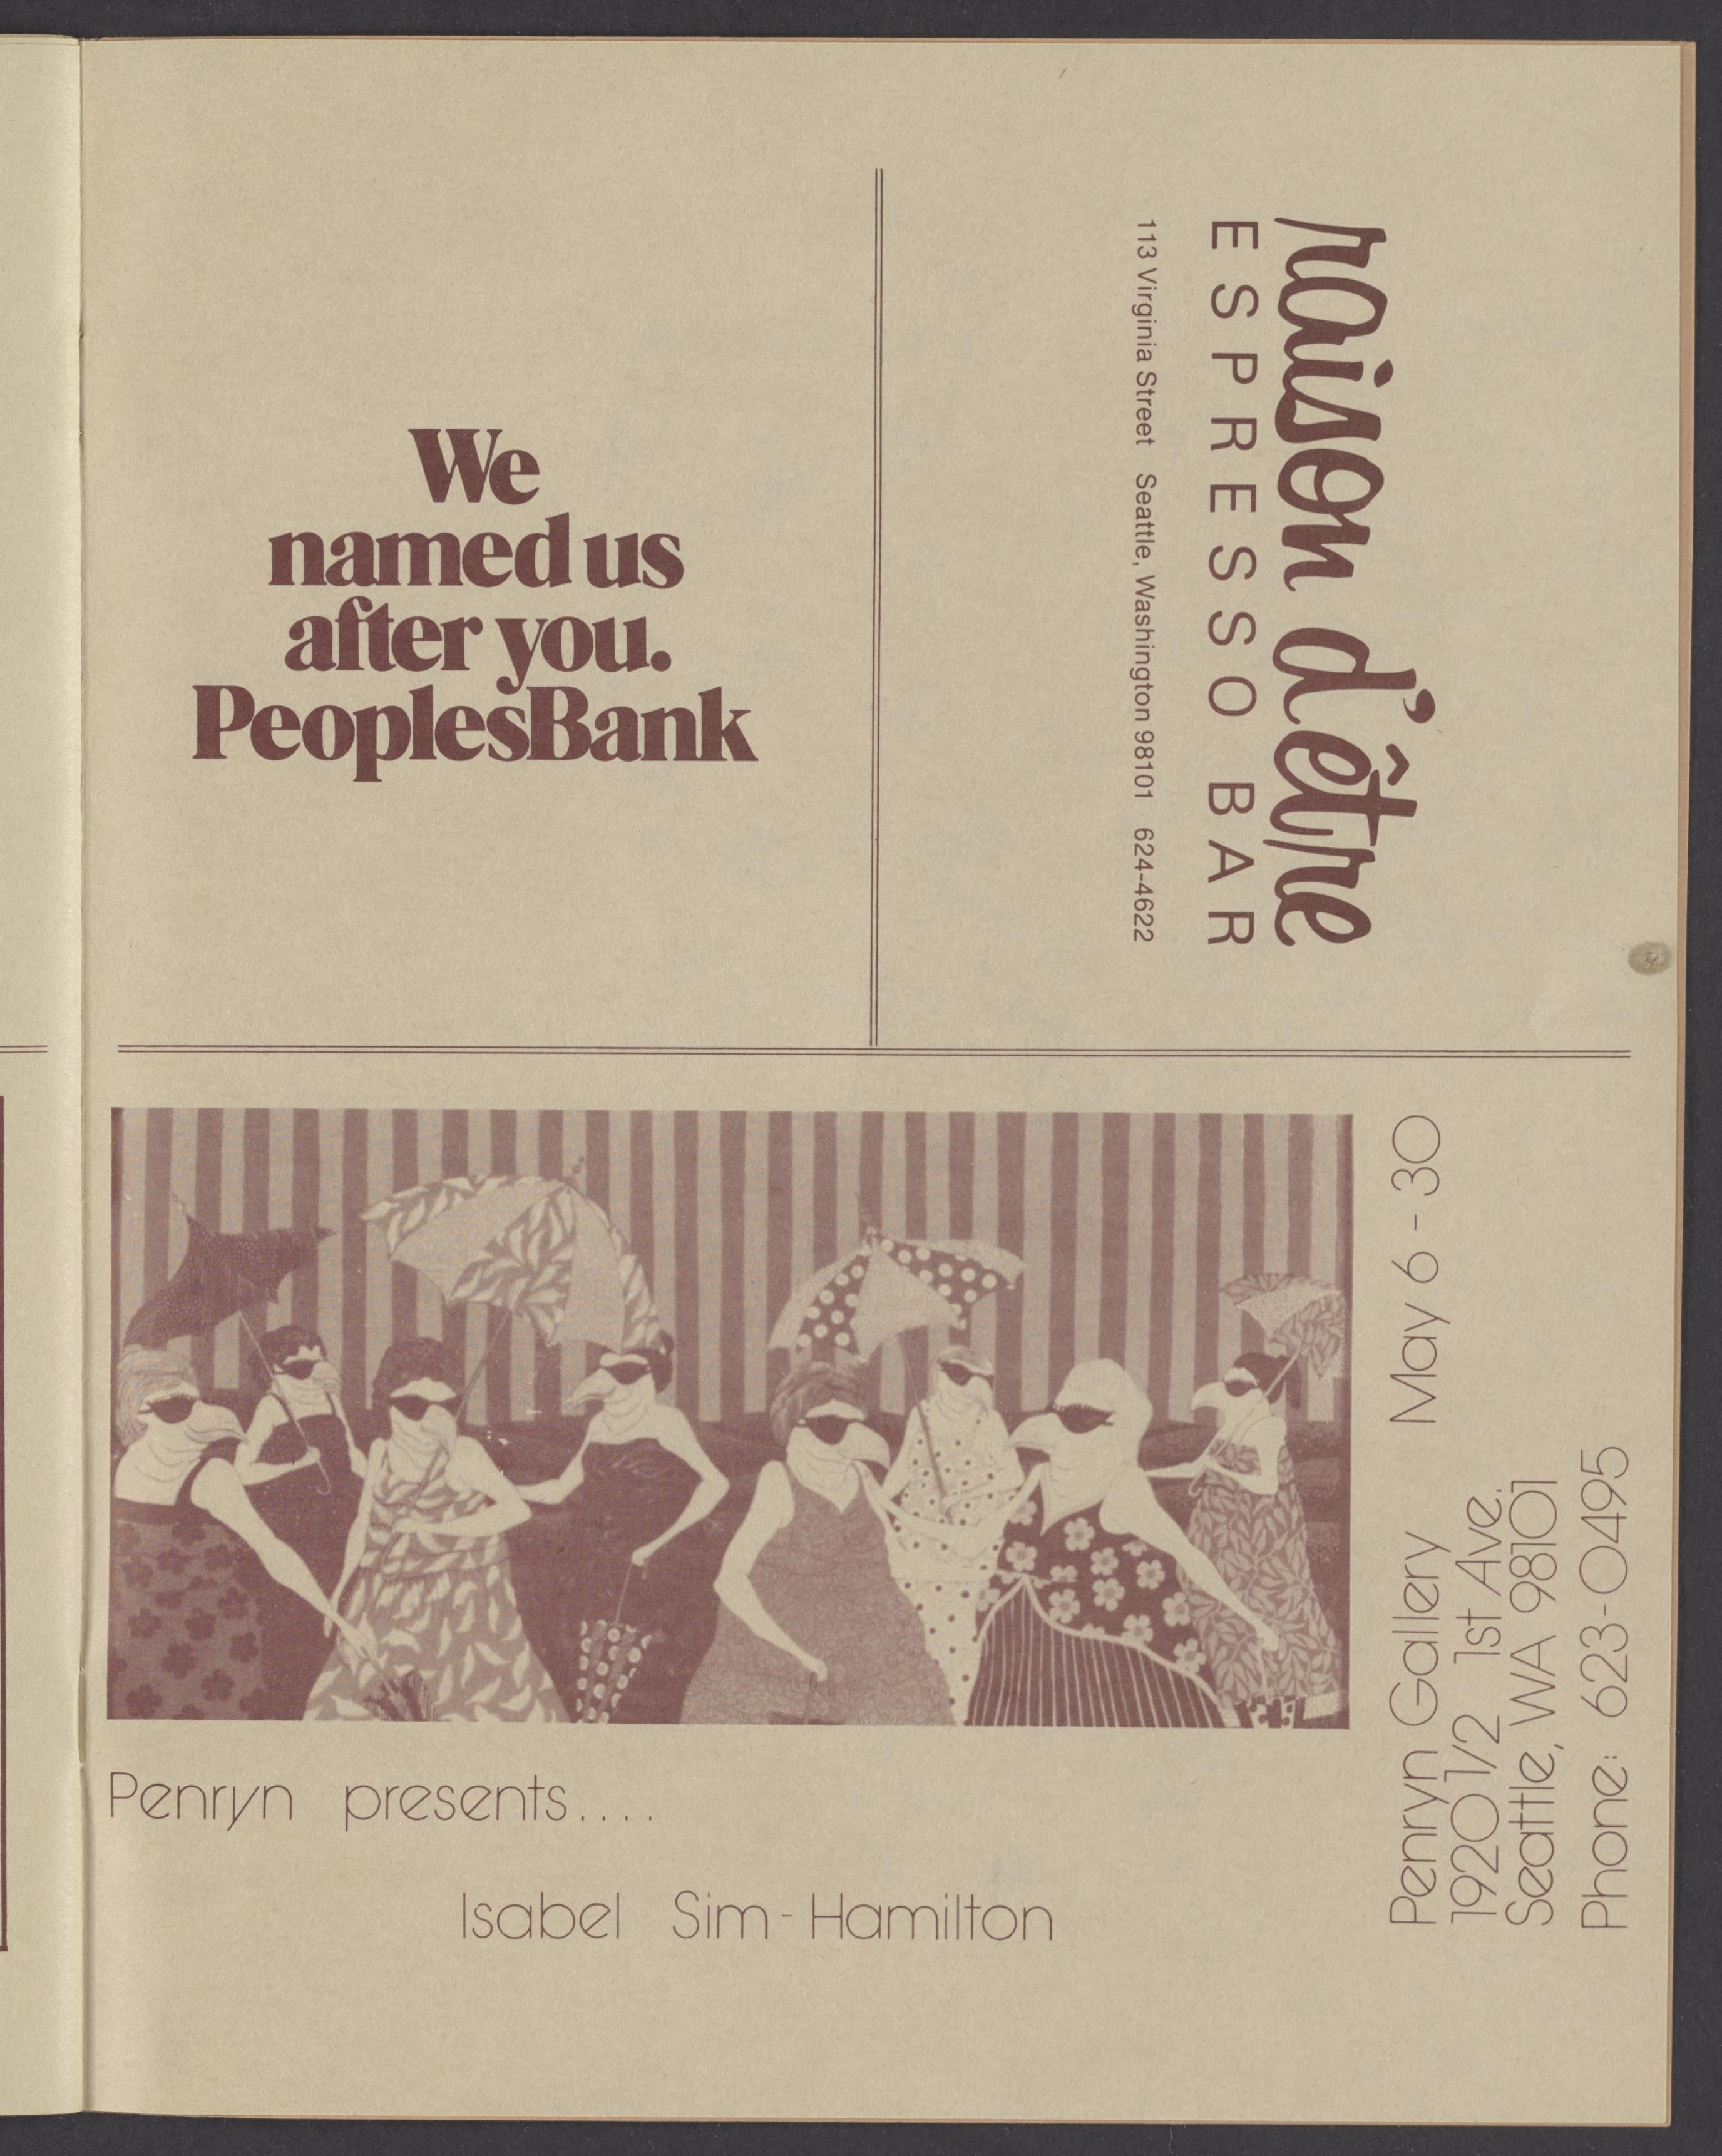 We
named us
after you.
PeoplesBank
raison d'être
ESPRESSO BAR
113 Virginia Street Seattle, Washington 98101 624-4622
Penryn presents....
Isabel Sim-Hamilton
Penryn Gallery May 6 - 30
1920 1/2 1st Ave.
Seattle, WA 98101
Phone: 623-0495